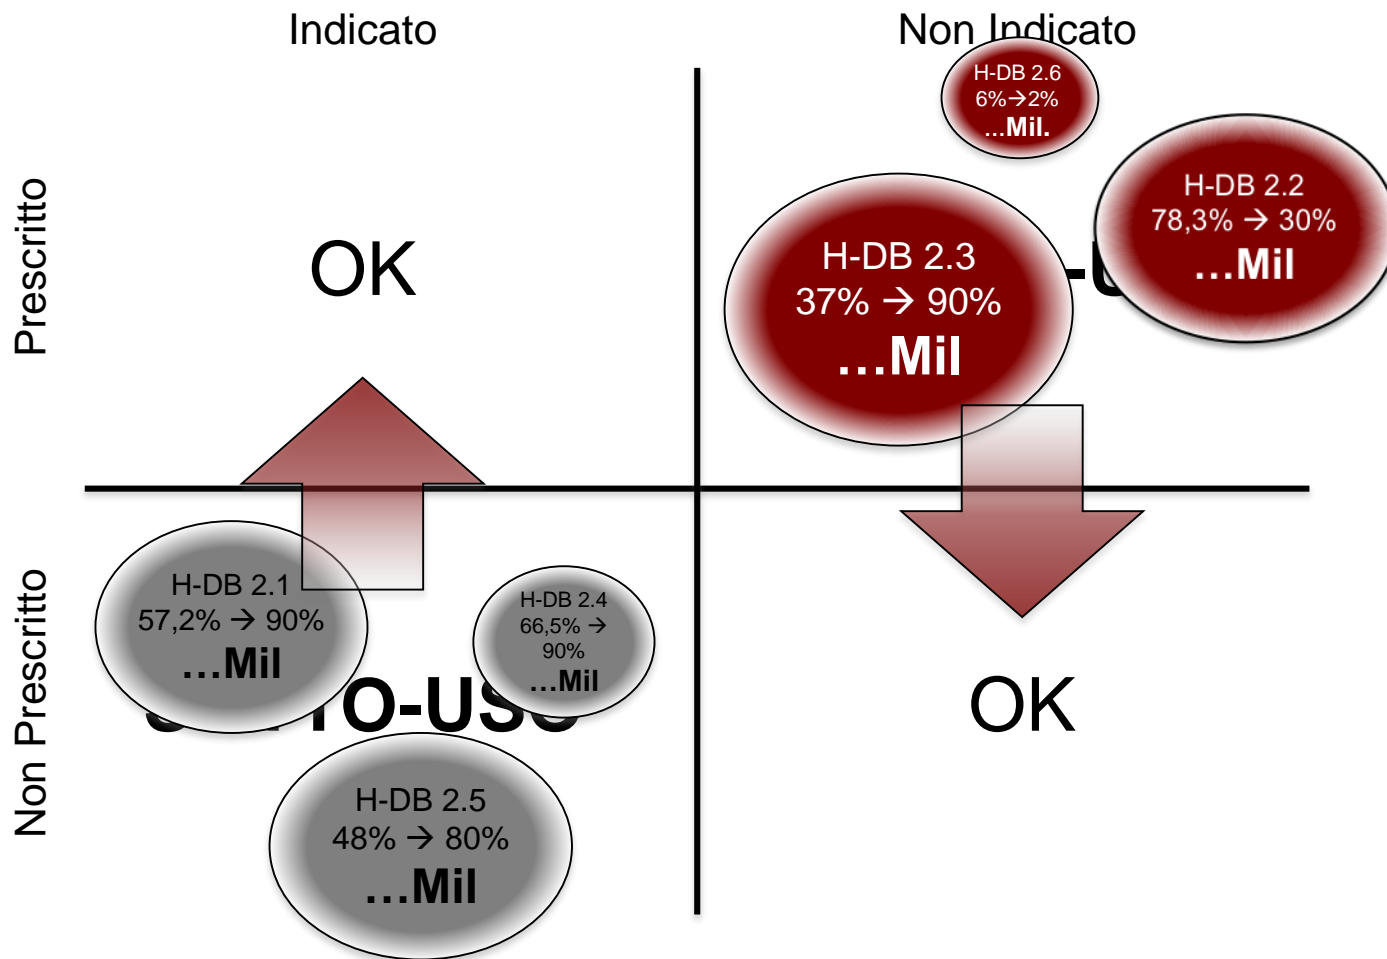 Indicato
Non Indicato
Prescritto
OK
H-DB 2.6
6%→2%
...Mil.
H-DB 2.2
78,3% → 30%
...Mil
H-DB 2.3
37% → 90%
...Mil
Non Prescritto
H-DB 2.1
57,2% → 90%
...Mil
H-DB 2.4
66,5% →
90%
...Mil
H-DB 2.5
48% → 80%
...Mil
OK